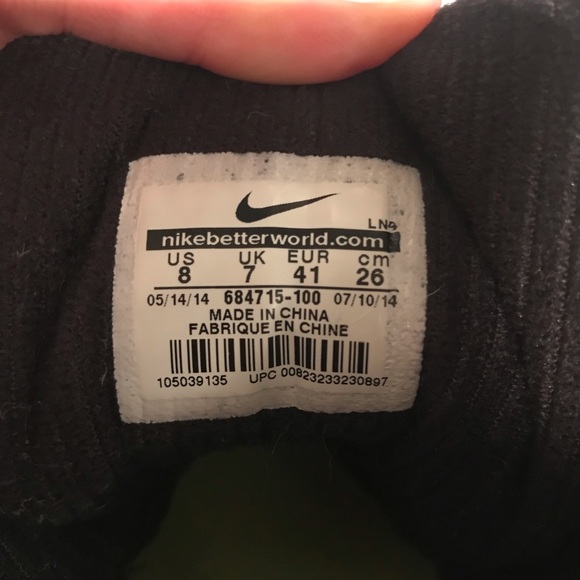 LN3
nikebetterworld.com
US UK EUR cm
8 7 41 26
05/14/14 684715-100 07/10/14
MADE IN CHINA
FABRIQUE EN CHINE
105039135 UPC 00823233230897